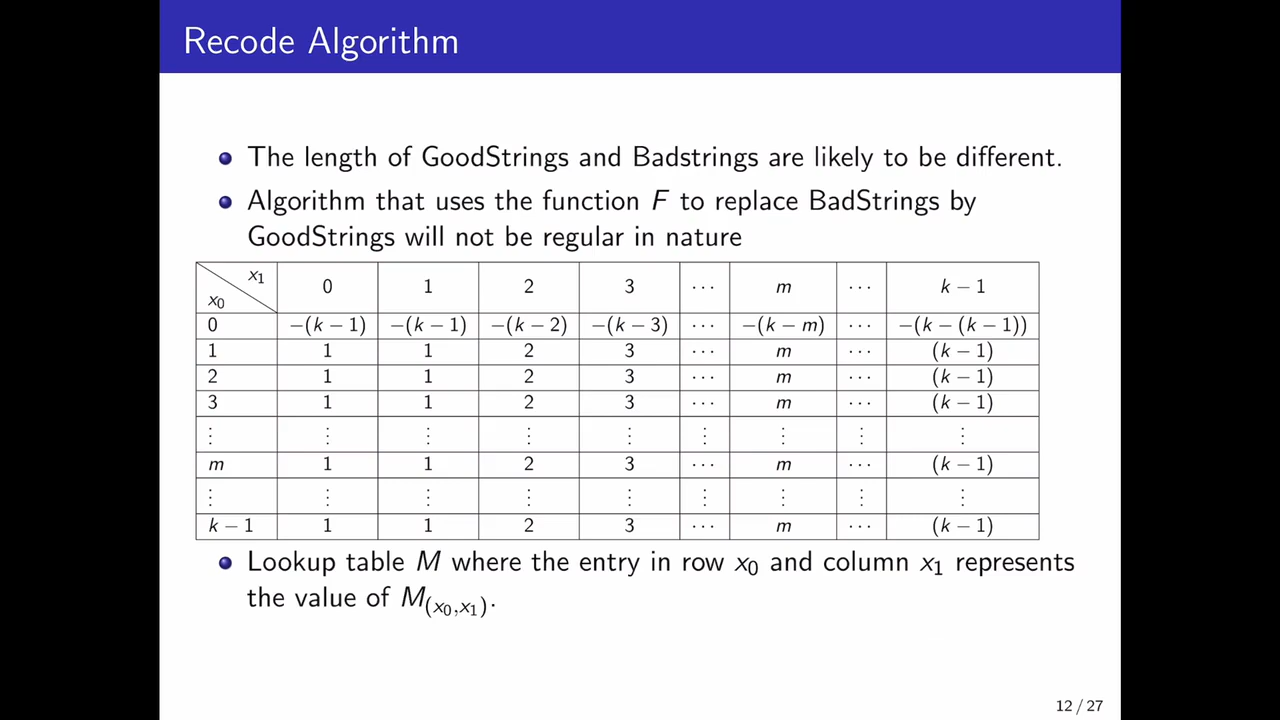 Recode Algorithm
The length of GoodStrings and Badstrings are likely to be different.
Algorithm that uses the function F to replace BadStrings by
GoodStrings will not be regular in nature
x₀ x₁ 0 1 2 3 ⋯ m ⋯ k − 1
0 −(k − 1) −(k − 1) −(k − 2) −(k − 3) ⋯ −(k − m) ⋯ −(k − (k − 1))
1 1 1 2 3 ⋯ m ⋯ (k − 1)
2 1 1 2 3 ⋯ m ⋯ (k − 1)
3 1 1 2 3 ⋯ m ⋯ (k − 1)
⋮ ⋮ ⋮ ⋮ ⋮ ⋮ ⋮ ⋮ ⋮
m 1 1 2 3 ⋯ m ⋯ (k − 1)
⋮ ⋮ ⋮ ⋮ ⋮ ⋮ ⋮ ⋮ ⋮
k − 1 1 1 2 3 ⋯ m ⋯ (k − 1)
Lookup table M where the entry in row x₀ and column x₁ represents
the value of M₍ₓ₀,ₓ₁₎.
12 / 27